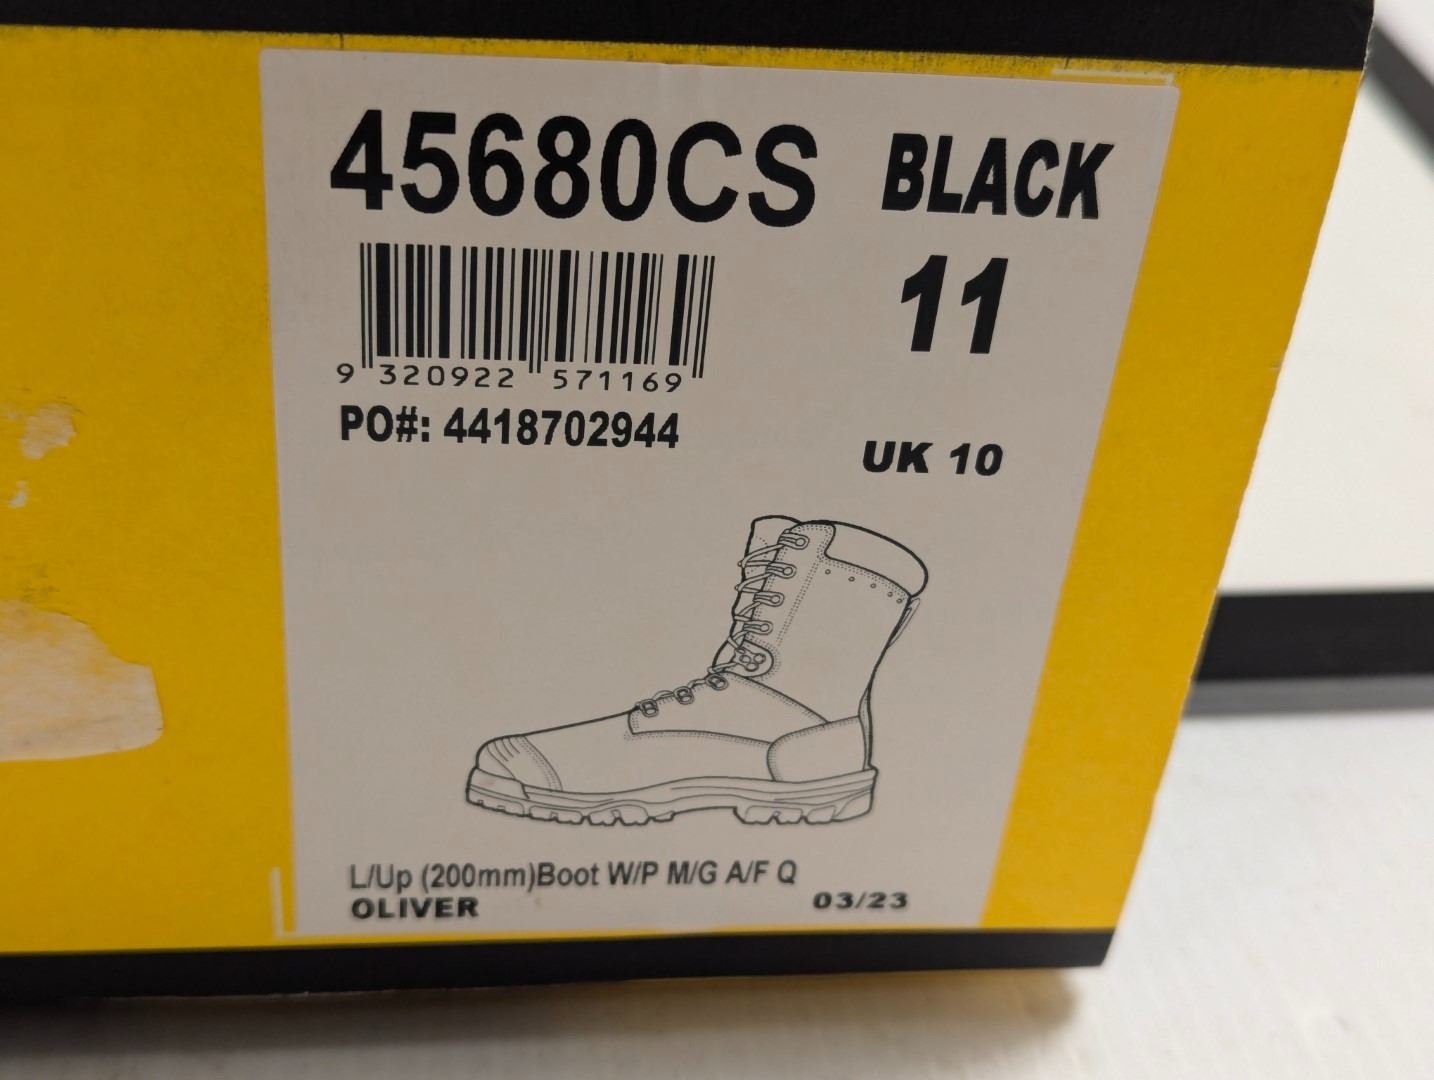 45680CS BLACK
11
9 320922 571169
PO#: 4418702944
UK 10
L/Up (200mm)Boot W/P M/G A/F Q
OLIVER 03/23